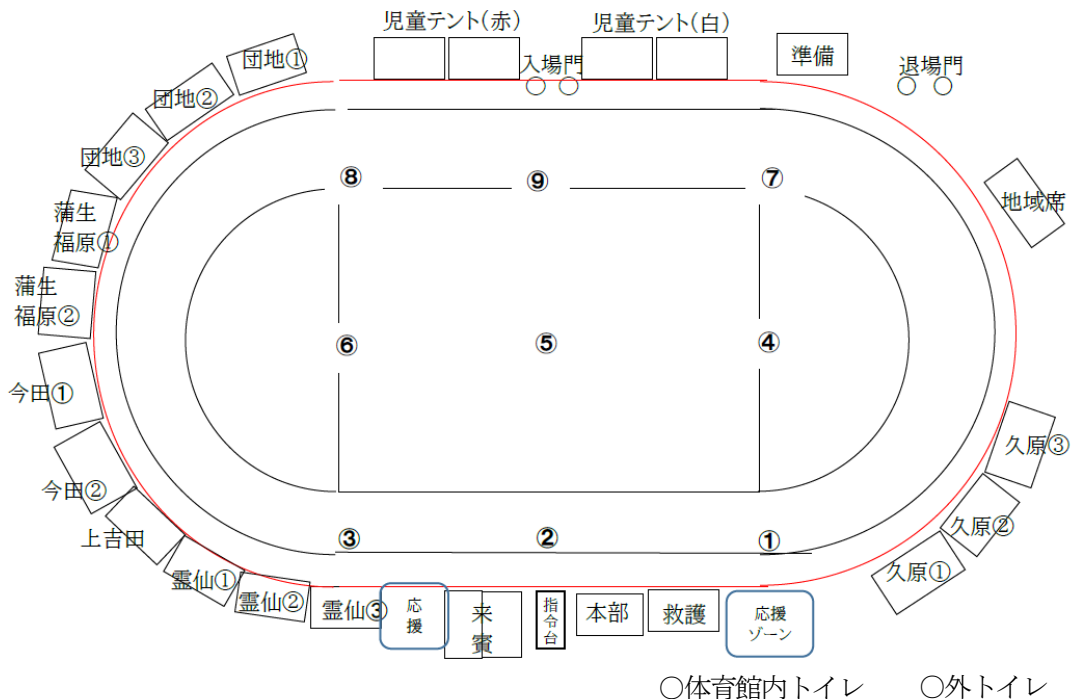 児童テント(赤)
児童テント(白)
団地①
入場門
準備
退場門
○ ○
○ ○
団地②
団地③
⑧
⑨
⑦
地域席
蒲生
福原①
蒲生
福原②
⑥
⑤
④
今田①
久原③
今田②
上吉田
③
②
①
久原②
久原①
霊仙①
霊仙②
霊仙③
応
援
来
賓
指
令
台
本部
救護
応援
ゾーン
○体育館内トイレ
○外トイレ